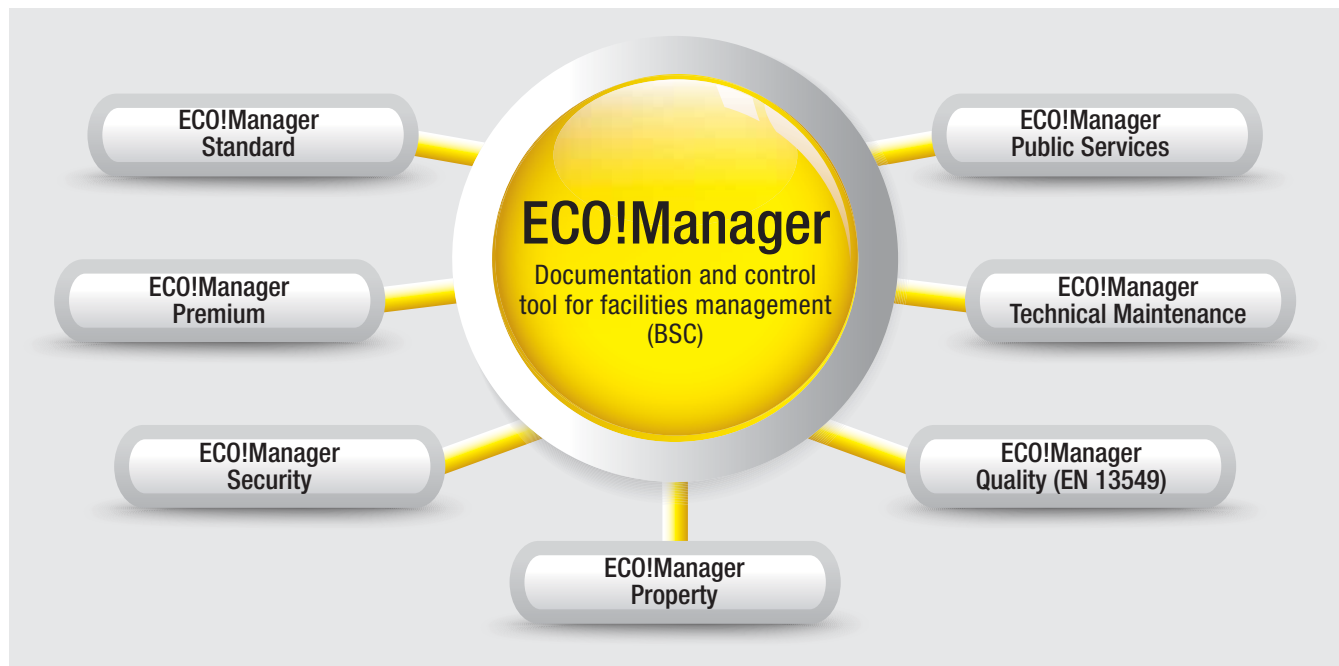 ECO!Manager
Standard
ECO!Manager
Public Services
ECO!Manager
Documentation and control
tool for facilities management
(BSC)
ECO!Manager
Premium
ECO!Manager
Technical Maintenance
ECO!Manager
Security
ECO!Manager
Quality (EN 13549)
ECO!Manager
Property